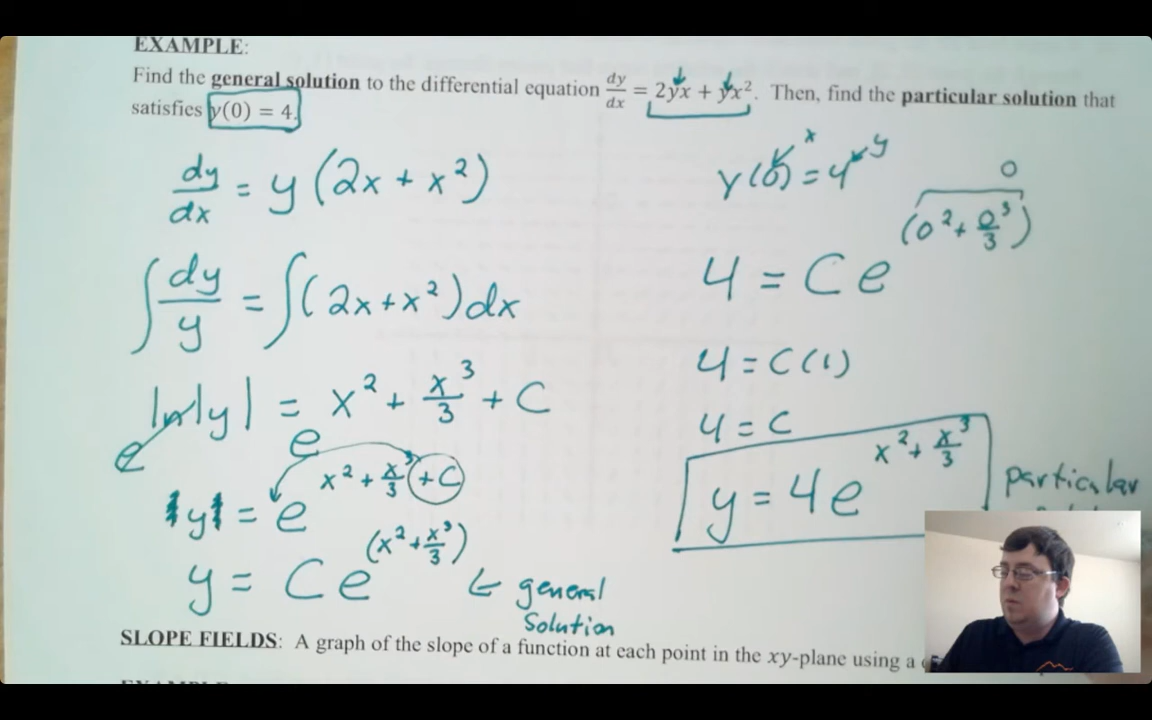 EXAMPLE:
Find the general solution to the differential equation dy/dx = 2yx + yx². Then, find the particular solution that
satisfies y(0) = 4.
dy/dx = y(2x + x²)
∫ dy/y = ∫(2x + x²)dx
ln|y| = x² + x³/3 + C
e e
|y| = e^(x² + x³/3 + C)
y = Ce^(x² + x³/3) ← general
solution
x y
y(0) = 4
0
4 = Ce^(0² + 0³/3)
4 = C(1)
4 = C
y = 4e^(x² + x³/3) particular
SLOPE FIELDS: A graph of the slope of a function at each point in the xy-plane using a